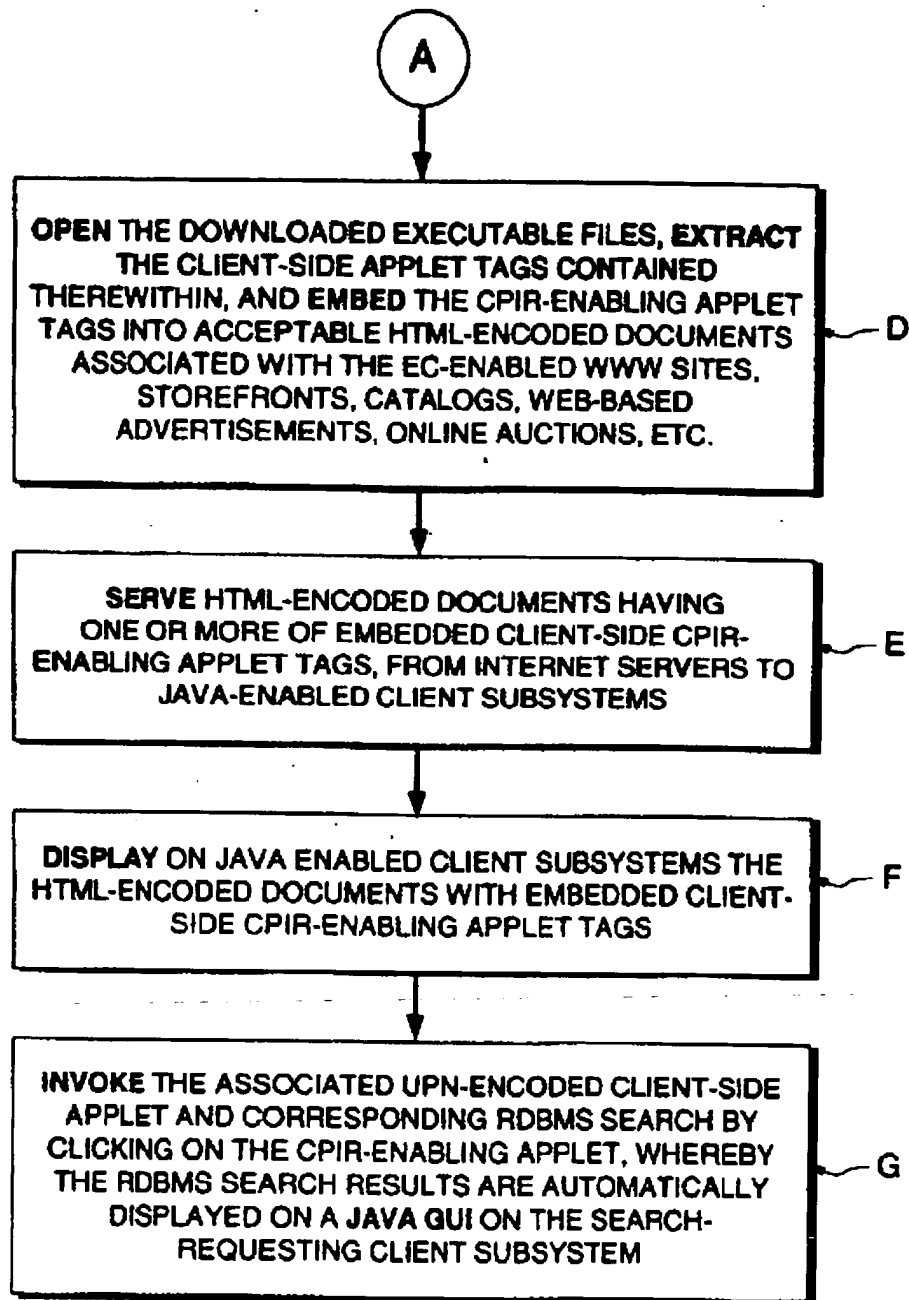 A
OPEN THE DOWNLOADED EXECUTABLE FILES, EXTRACT
THE CLIENT-SIDE APPLET TAGS CONTAINED
THEREWITHIN, AND EMBED THE CPIR-ENABLING APPLET
TAGS INTO ACCEPTABLE HTML-ENCODED DOCUMENTS
ASSOCIATED WITH THE EC-ENABLED WWW SITES,
STOREFRONTS, CATALOGS, WEB-BASED
ADVERTISEMENTS, ONLINE AUCTIONS, ETC.
D
SERVE HTML-ENCODED DOCUMENTS HAVING
ONE OR MORE OF EMBEDDED CLIENT-SIDE CPIR-
ENABLING APPLET TAGS, FROM INTERNET SERVERS TO
JAVA-ENABLED CLIENT SUBSYSTEMS
E
DISPLAY ON JAVA ENABLED CLIENT SUBSYSTEMS THE
HTML-ENCODED DOCUMENTS WITH EMBEDDED CLIENT-
SIDE CPIR-ENABLING APPLET TAGS
F
INVOKE THE ASSOCIATED UPN-ENCODED CLIENT-SIDE
APPLET AND CORRESPONDING RDBMS SEARCH BY
CLICKING ON THE CPIR-ENABLING APPLET, WHEREBY
THE RDBMS SEARCH RESULTS ARE AUTOMATICALLY
DISPLAYED ON A JAVA GUI ON THE SEARCH-
REQUESTING CLIENT SUBSYSTEM
G